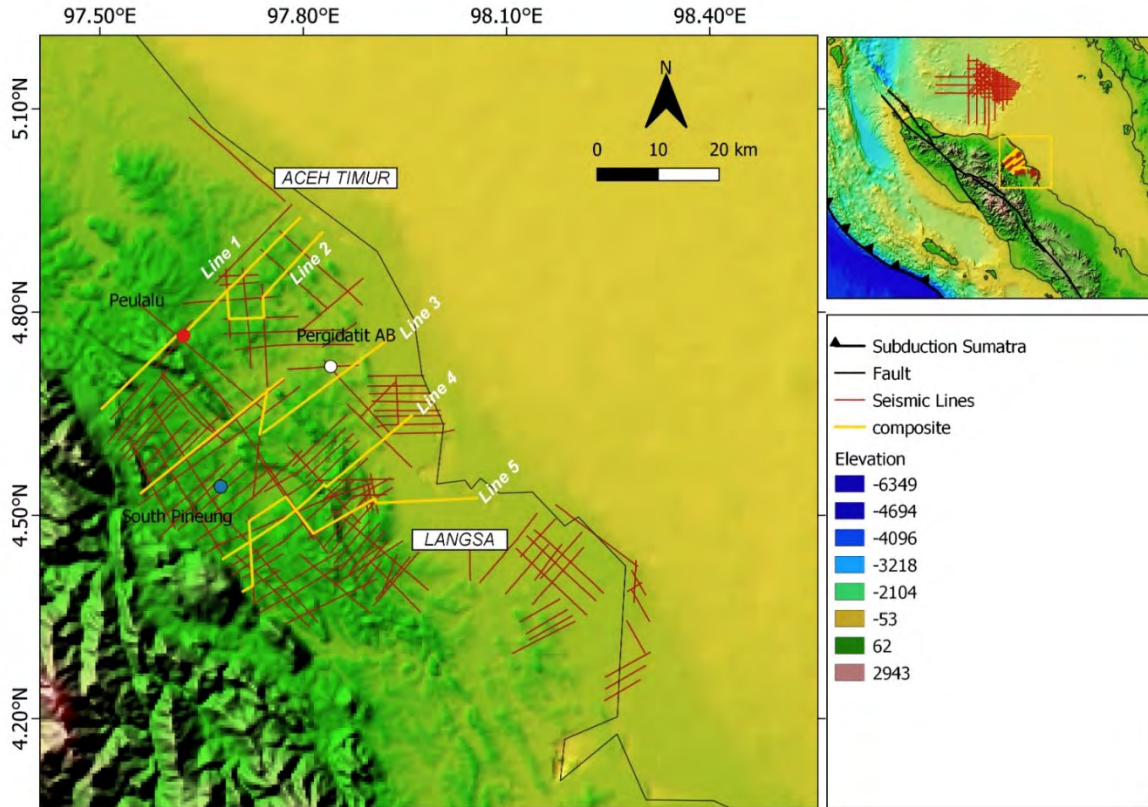 97.50°E 97.80°E 98.10°E 98.40°E
5.10°N
4.80°N
4.50°N
4.20°N
N
0 10 20 km
ACEH TIMUR
Line 1
Line 2
Peulalu
Line 3
Pergidatit AB
Line 4
Line 5
South Pineung
LANGSA
Subduction Sumatra
Fault
Seismic Lines
composite
Elevation
-6349
-4694
-4096
-3218
-2104
-53
62
2943